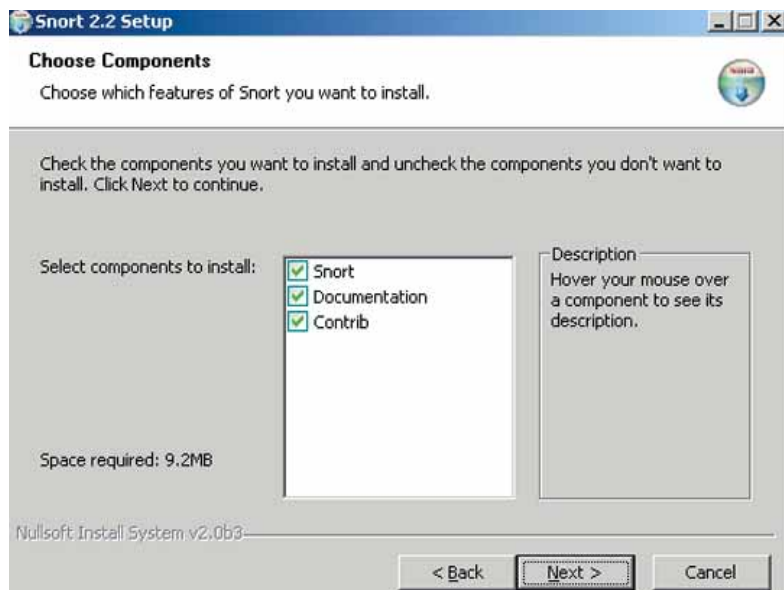 Snort 2.2 Setup
Choose Components
Choose which features of Snort you want to install.
Check the components you want to install and uncheck the components you don't want to
install. Click Next to continue.
Select components to install:
Snort
Documentation
Contrib
Description
Hover your mouse over
a component to see its
description.
Space required: 9.2MB
Nullsoft Install System v2.0b3
< Back
Next >
Cancel